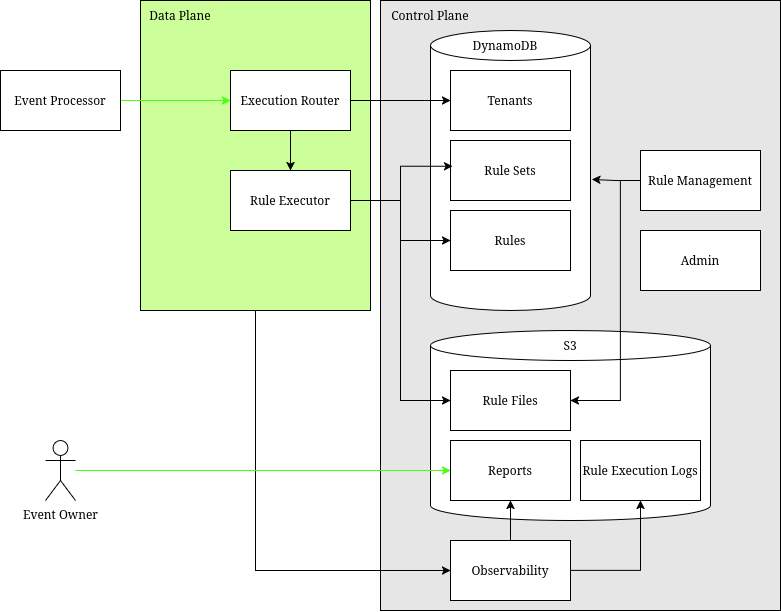 Data Plane
Control Plane
DynamoDB
Event Processor
Execution Router
Tenants
Rule Sets
Rule Management
Rule Executor
Rules
Admin
S3
Rule Files
Reports
Rule Execution Logs
Event Owner
Observability